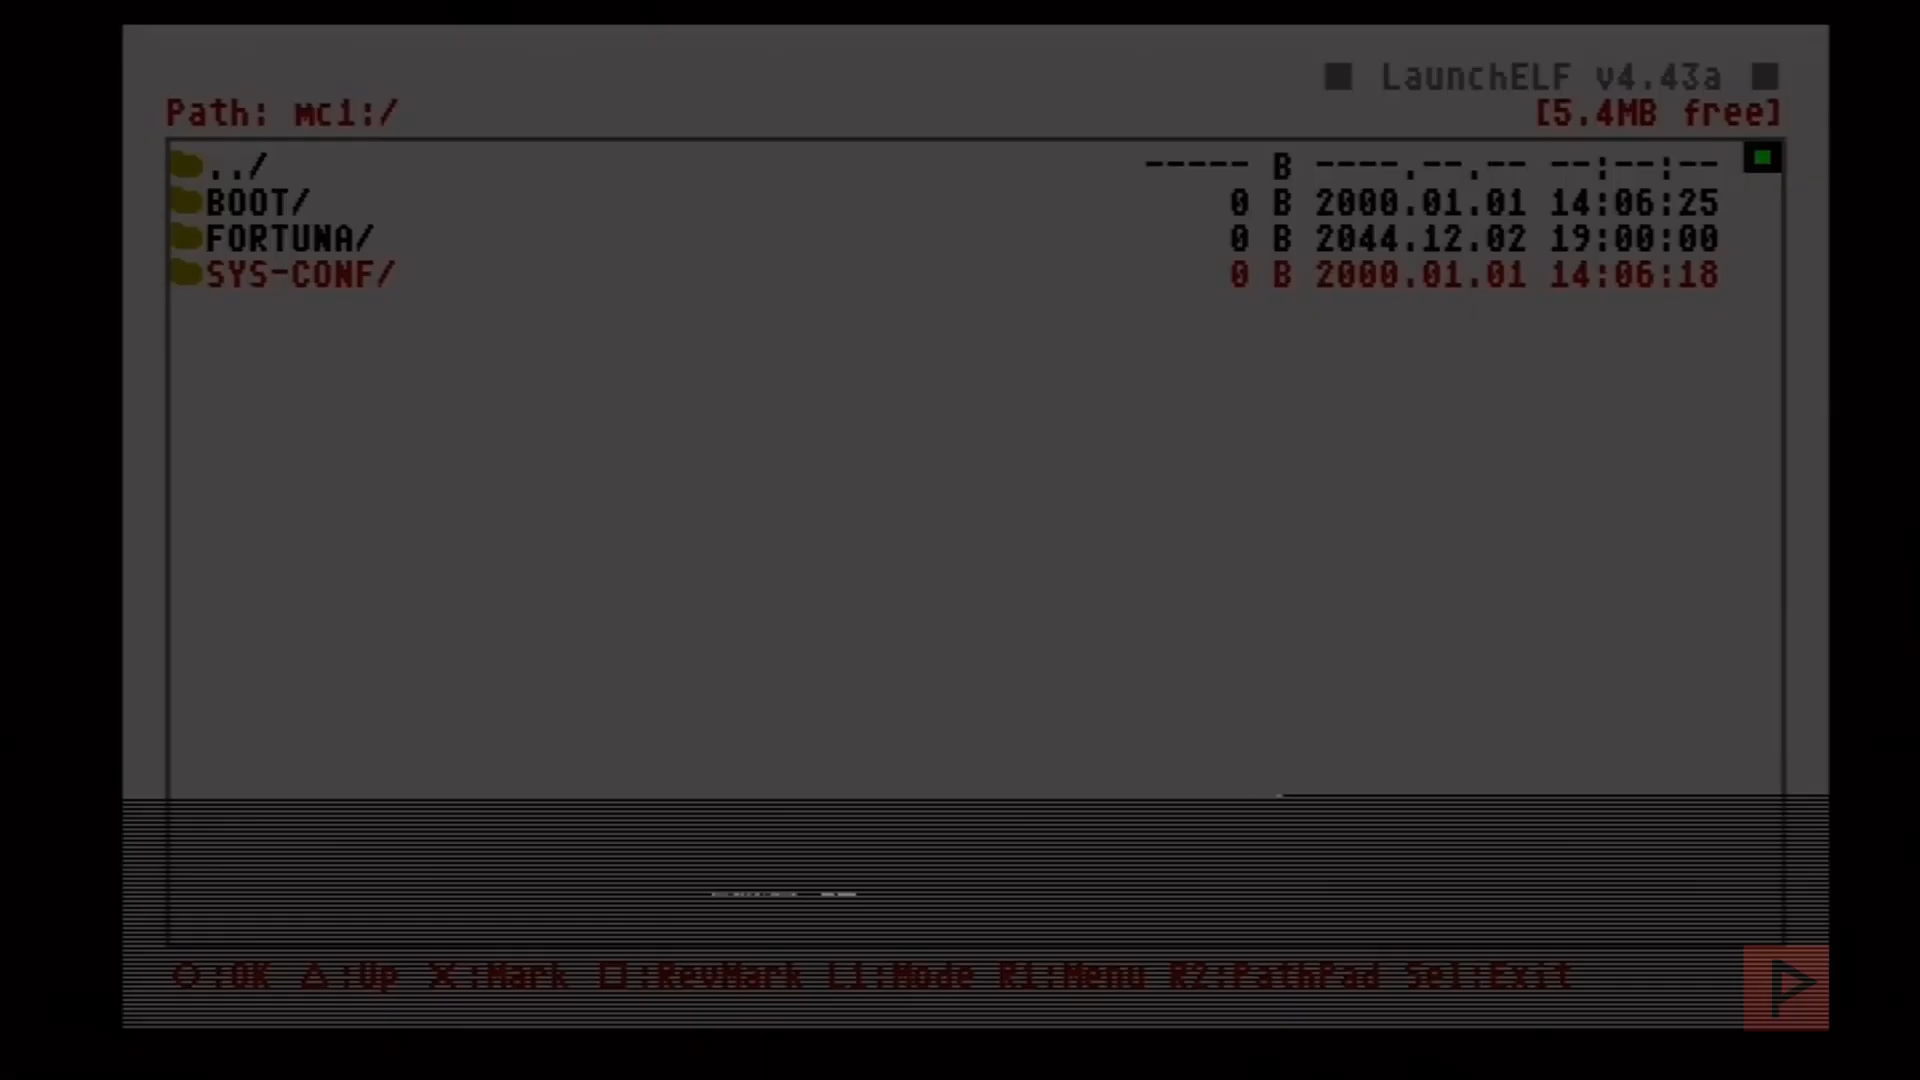 ■ LaunchELF v4.43a ■
Path: mc1:/ [5.4MB free]
../ ----- B ----.--.-- --:--:--
BOOT/ 0 B 2000.01.01 14:06:25
FORTUNA/ 0 B 2044.12.02 19:00:00
SYS-CONF/ 0 B 2000.01.01 14:06:18
○:OK △:Up X:Mark □:RevMark L1:Mode R1:Menu R2:PathPad Sel:Exit